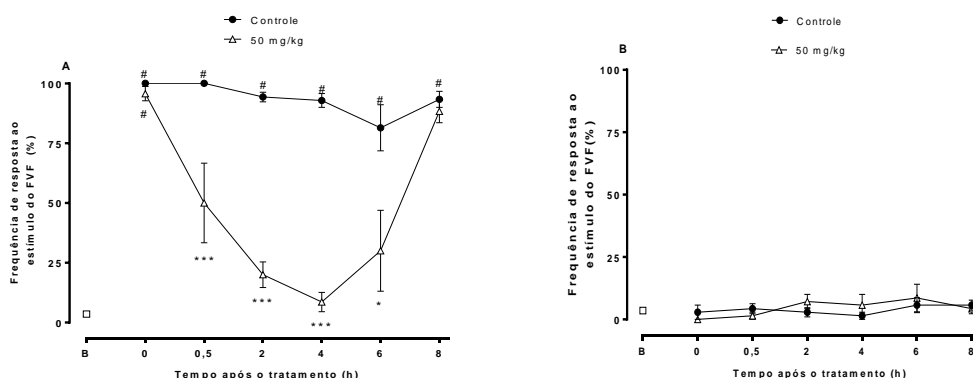 Controle
50 mg/kg
A
# # # # # #
100
#
75
50
***
25
*** *
***
0
B 0 0,5 2 4 6 8
Tempo após o tratamento (h)
Frequência de resposta ao
estímulo do FVF (%)
Controle
50 mg/kg
B
100
75
50
25
0
B 0 0,5 2 4 6 8
Tempo após o tratamento (h)
Frequência de resposta ao
estímulo do FVF(%)